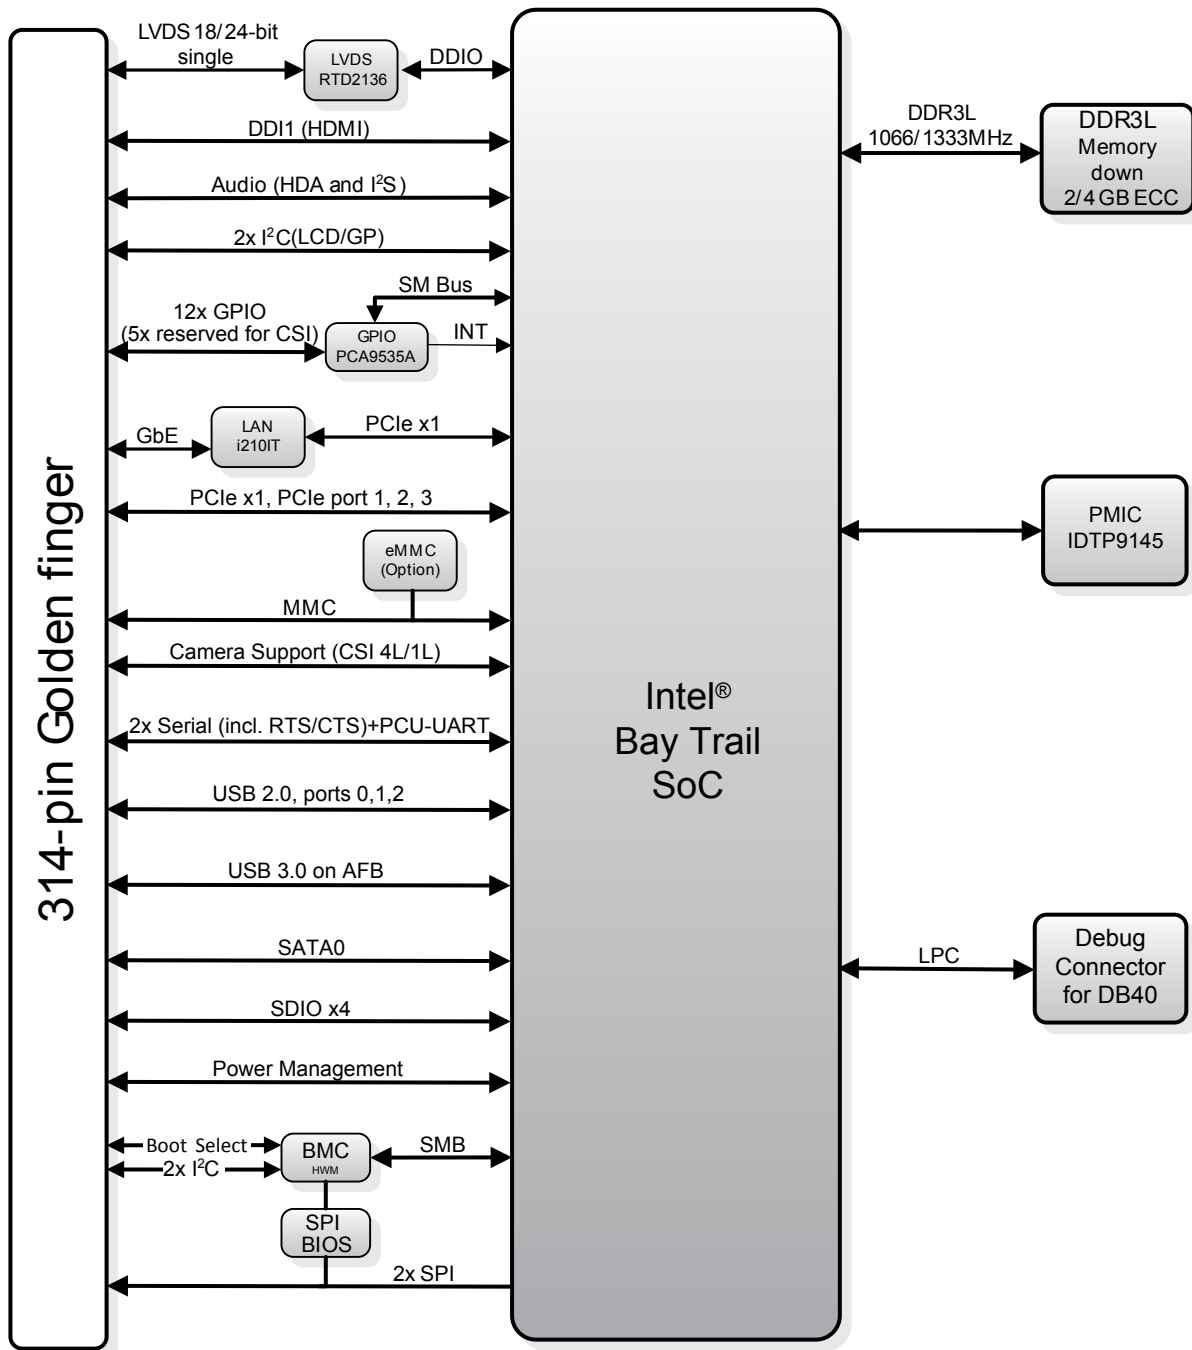 LVDS 18/24-bit
single
LVDS
RTD2136
DDIO
DDI1 (HDMI)
Audio (HDA and I²S)
2x I²C(LCD/GP)
SM Bus
12x GPIO
(5x reserved for CSI)
GPIO
PCA9535A
INT
GbE
LAN
i210IT
PCIe x1
PCIe x1, PCIe port 1, 2, 3
eMMC
(Option)
MMC
Camera Support (CSI 4L/1L)
2x Serial (incl. RTS/CTS)+PCU-UART
USB 2.0, ports 0,1,2
USB 3.0 on AFB
SATA0
SDIO x4
Power Management
Boot Select
2x I²C
BMC
HWM
SMB
SPI
BIOS
2x SPI
314-pin Golden finger
Intel®
Bay Trail
SoC
DDR3L
1066/1333MHz
DDR3L
Memory
down
2/4 GB ECC
PMIC
IDTP9145
LPC
Debug
Connector
for DB40